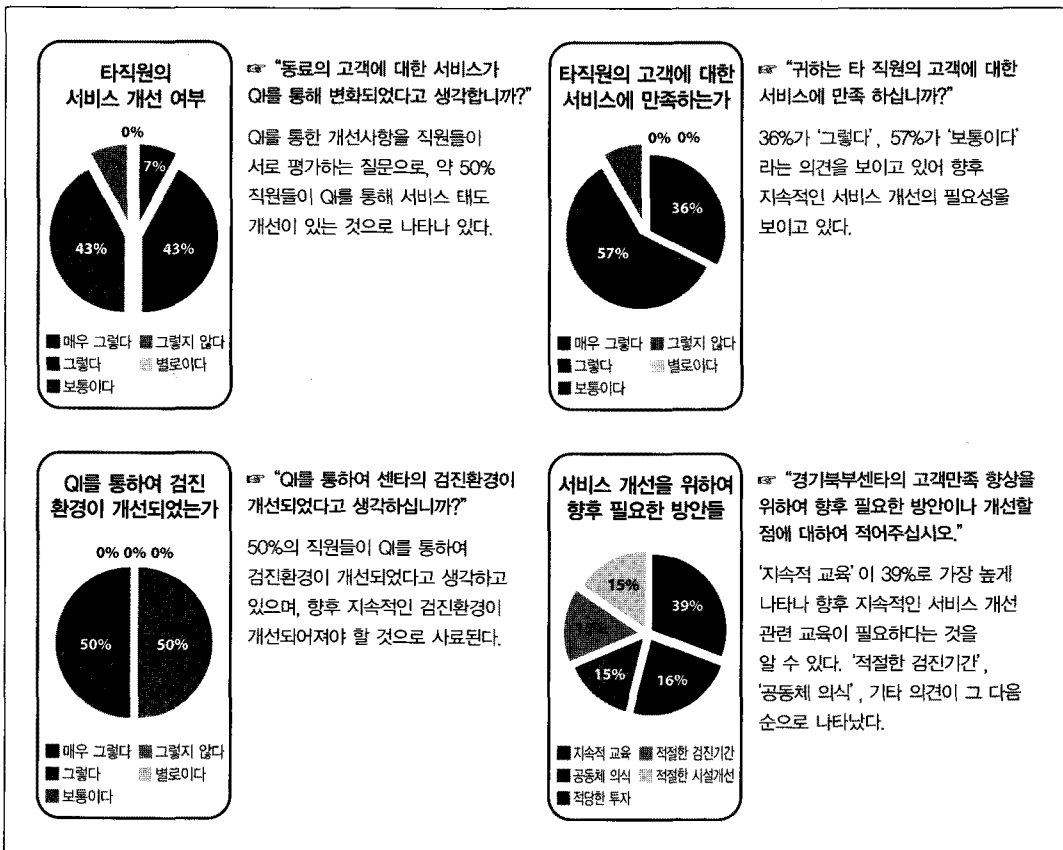 타직원의
서비스 개선 여부
0%
7%
43%
43%
■ 매우 그렇다 ■ 그렇지 않다
■ 그렇다 ■ 별로이다
■ 보통이다
☞ “동료의 고객에 대한 서비스가
QI를 통해 변화되었다고 생각합니까?”
QI를 통한 개선사항을 직원들이
서로 평가하는 질문으로, 약 50%
직원들이 QI를 통해 서비스 태도
개선이 있는 것으로 나타나 있다.
타직원의 고객에 대한
서비스에 만족하는가
0% 0%
36%
57%
■ 매우 그렇다 ■ 그렇지 않다
■ 그렇다 ■ 별로이다
■ 보통이다
☞ “귀하는 타 직원의 고객에 대한
서비스에 만족 하십니까?”
36%가 ‘그렇다’, 57%가 ‘보통이다’
라는 의견을 보이고 있어 향후
지속적인 서비스 개선의 필요성울
보이고 있다.
QI를 통하여 검진
환경이 개선되었는가
0% 0% 0%
50%
50%
■ 매우 그렇다 ■ 그렇지 않다
■ 그렇다 ■ 별로이다
■ 보통이다
☞ “QI를 통하여 센타의 검진환경이
개선되었다고 생각하십니까?”
50%의 직원들이 QI를 통하여
검진환경이 개선되었다고 생각하고
있으며, 향후 지속적인 검진환경이
개선되어져야 할 것으로 사료된다.
서비스 개선을 위하여
향후 필요한 방안들
15%
39%
15%
16%
■ 지속적 교육 ■ 적절한 검진기간
■ 공동체 의식 ■ 적절한 시설개선
■ 적당한 투자
☞ “경기북부센타의 고객만족 향상을
위하여 향후 필요한 방안이나 개선할
점에 대하여 적어주십시오.”
‘지속적 교육’ 이 39%로 가장 높게
나타나 향후 지속적인 서비스 개선
관련 교육이 필요하다는 것을
알 수 있다. ‘적절한 검진기간’,
‘공동체 의식’, 기타 의견이 그 다음
순으로 나타났다.